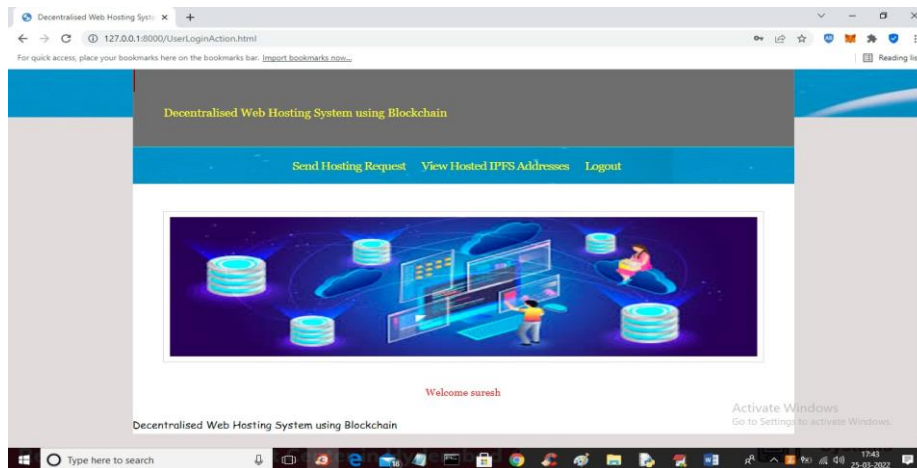 Decentralised Web Hosting Syst
127.0.0.1:8000/UserLoginAction.html
For quick access, place your bookmarks here on the bookmarks bar. Import bookmarks now...
Reading lis
Decentralised Web Hosting System using Blockchain
Send Hosting Request View Hosted IPFS Addresses Logout
Welcome suresh
Decentralised Web Hosting System using Blockchain
Activate Windows
Go to Settings to activate Windows.
Type here to search
16
17:43
25-03-2022